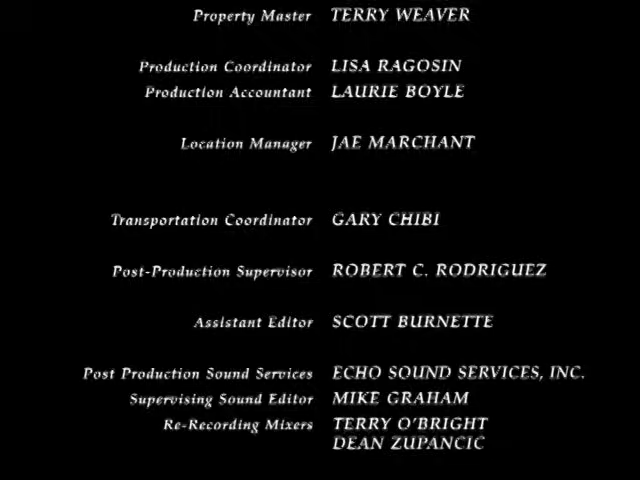 Property Master TERRY WEAVER
Production Coordinator LISA RAGOSIN
Production Accountant LAURIE BOYLE
Location Manager JAE MARCHANT
Transportation Coordinator GARY CHIBI
Post-Production Supervisor ROBERT C. RODRIGUEZ
Assistant Editor SCOTT BURNETTE
Post Production Sound Services ECHO SOUND SERVICES, INC.
Supervising Sound Editor MIKE GRAHAM
Re-Recording Mixers TERRY O'BRIGHT
DEAN ZUPANCIC